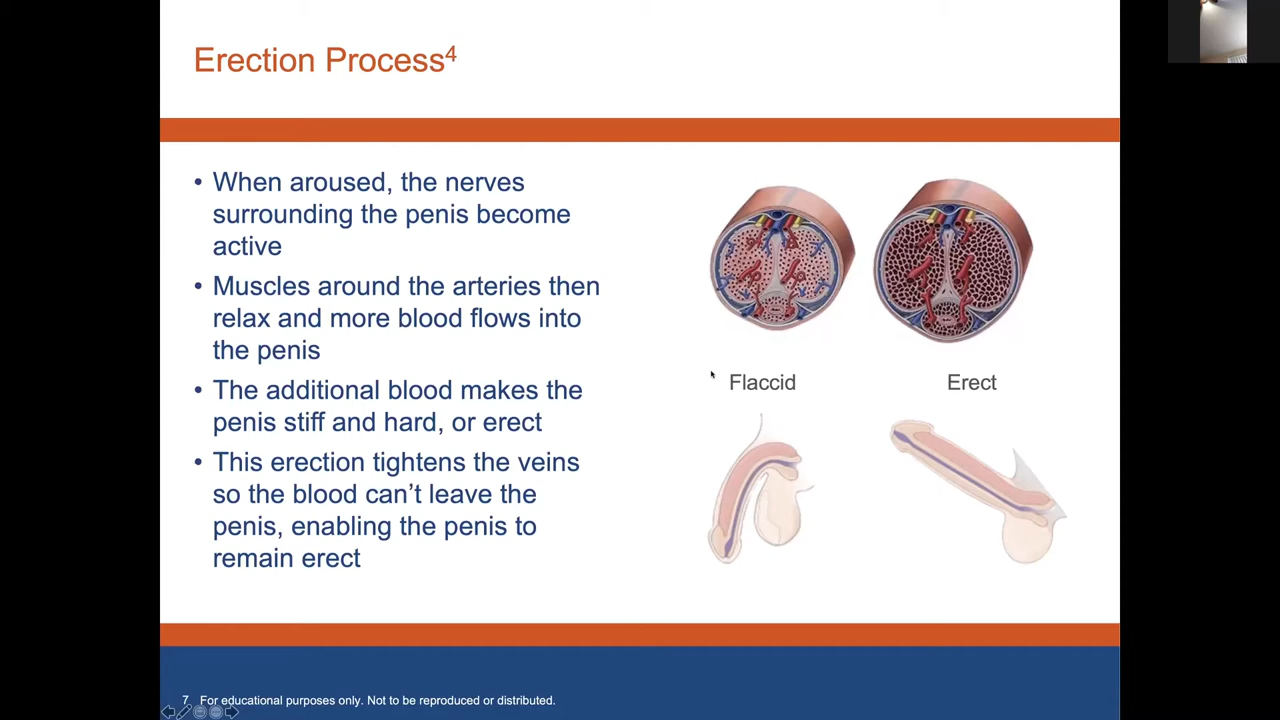 Erection Process4
• When aroused, the nerves
surrounding the penis become
active
• Muscles around the arteries then
relax and more blood flows into
the penis
• The additional blood makes the
penis stiff and hard, or erect
• This erection tightens the veins
so the blood can’t leave the
penis, enabling the penis to
remain erect
Flaccid
Erect
7 For educational purposes only. Not to be reproduced or distributed.